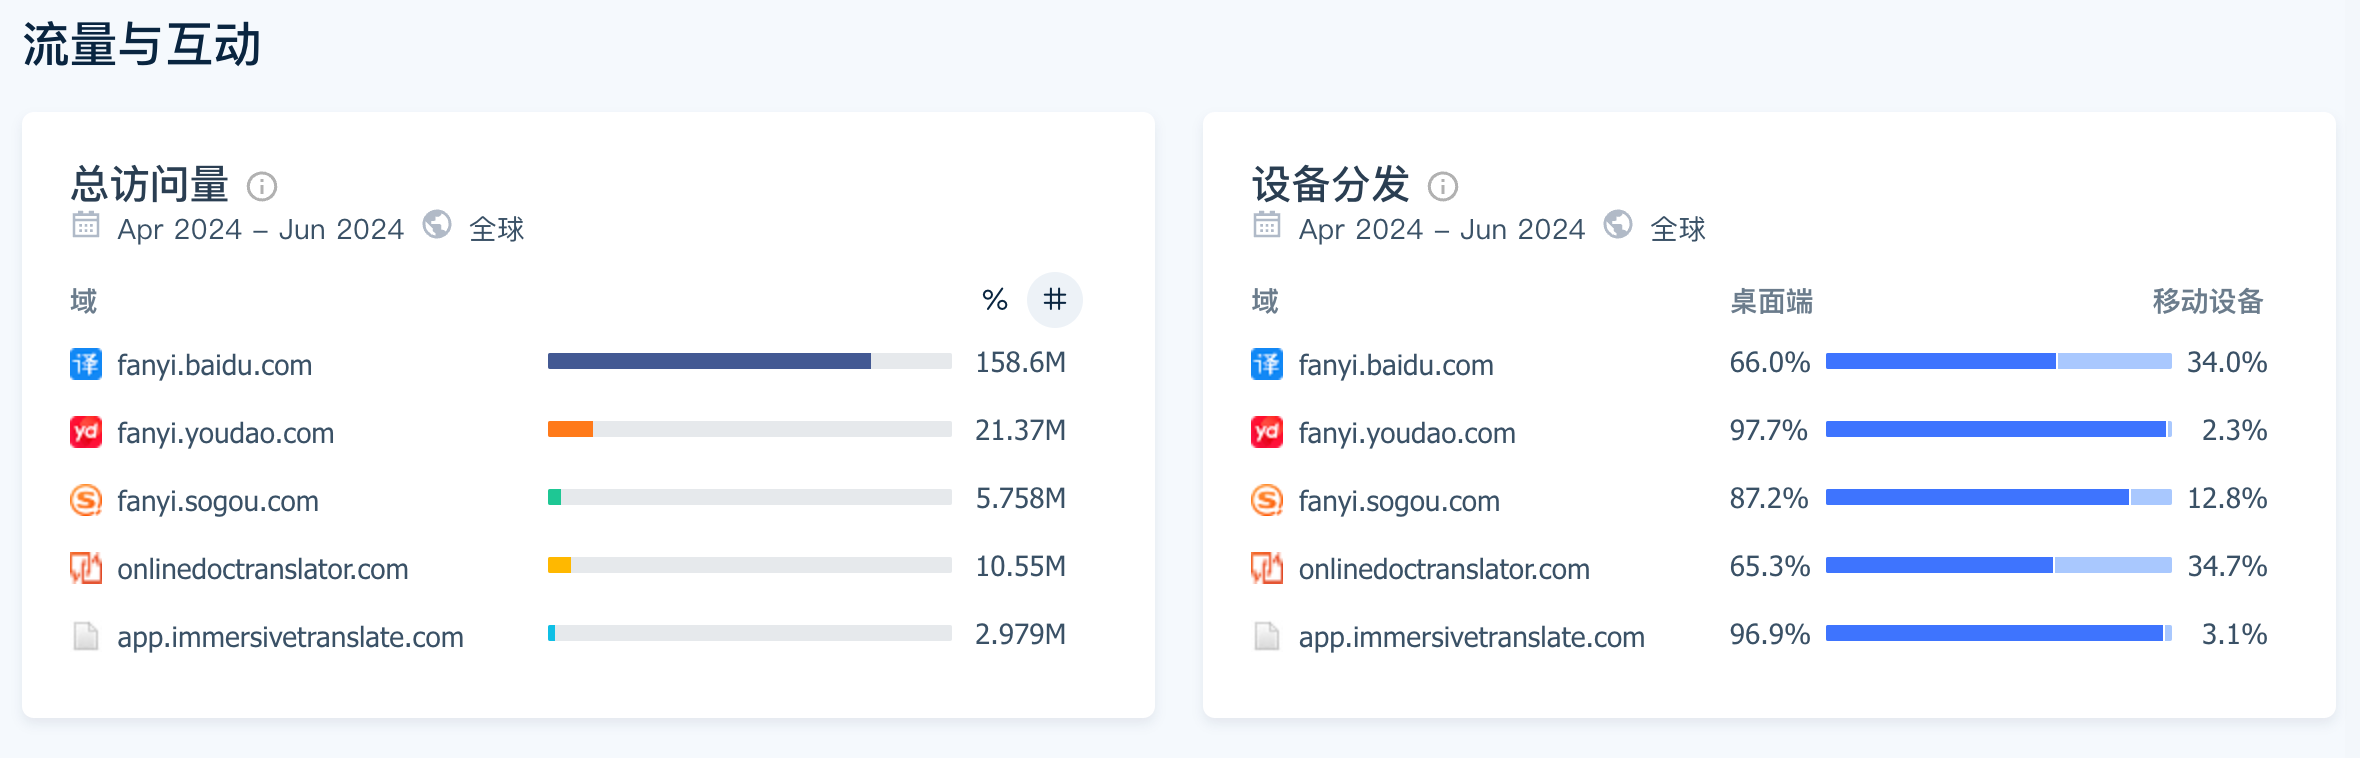 流量与互动
总访问量
Apr 2024 – Jun 2024 全球
域 % #
译 fanyi.baidu.com 158.6M
yd fanyi.youdao.com 21.37M
S fanyi.sogou.com 5.758M
onlinedoctranslator.com 10.55M
app.immersivetranslate.com 2.979M
设备分发
Apr 2024 – Jun 2024 全球
域 桌面端 移动设备
译 fanyi.baidu.com 66.0% 34.0%
yd fanyi.youdao.com 97.7% 2.3%
S fanyi.sogou.com 87.2% 12.8%
onlinedoctranslator.com 65.3% 34.7%
app.immersivetranslate.com 96.9% 3.1%